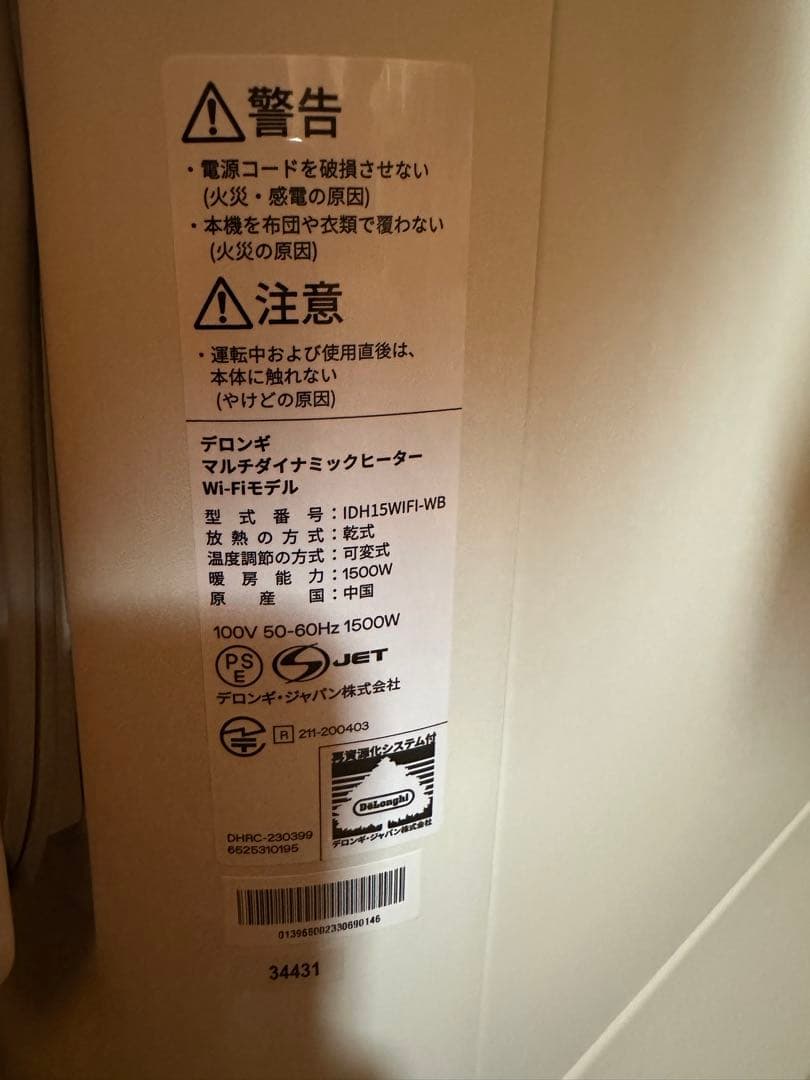 警告
・電源コードを破損させない
(火災・感電の原因)
・本機を布団や衣類で覆わない
(火災の原因)
注意
・運転中および使用直後は、
本体に触れない
(やけどの原因)
デロンギ
マルチダイナミックヒーター
Wi-Fiモデル
型式番号:IDH15WIFI-WB
放熱の方式:乾式
温度調節の方式:可変式
暖房能力:1500W
原産国:中国
100V 50-60Hz 1500W
PSE JET
デロンギ・ジャパン株式会社
R 211-200403
再資源化システム付
DeLonghi
デロンギ・ジャパン株式会社
DHRC-230399
6525310195
013966002330690146
34431